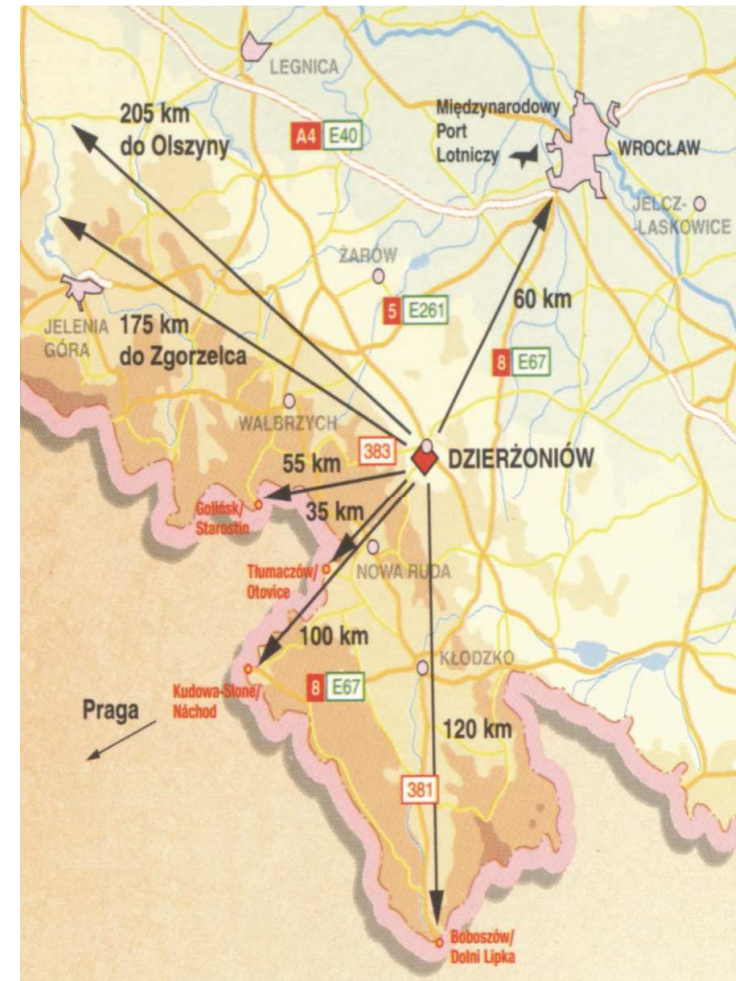 LEGNICA
205 km
do Olszyny
A4 E40
Międzynarodowy
Port
Lotniczy
WROCŁAW
JELCZ-
-LASKOWICE
ŻARÓW
5 E261
60 km
JELENIA
GÓRA
175 km
do Zgorzelca
8 E67
WAŁBRZYCH
383
DZIERŻONIÓW
55 km
Golińsk/
Starostin
35 km
Tłumaczów/
Otovice
NOWA RUDA
100 km
KŁODZKO
Kudowa-Słone/
Náchod
8 E67
Praga
120 km
381
Boboszów/
Dolni Lipka